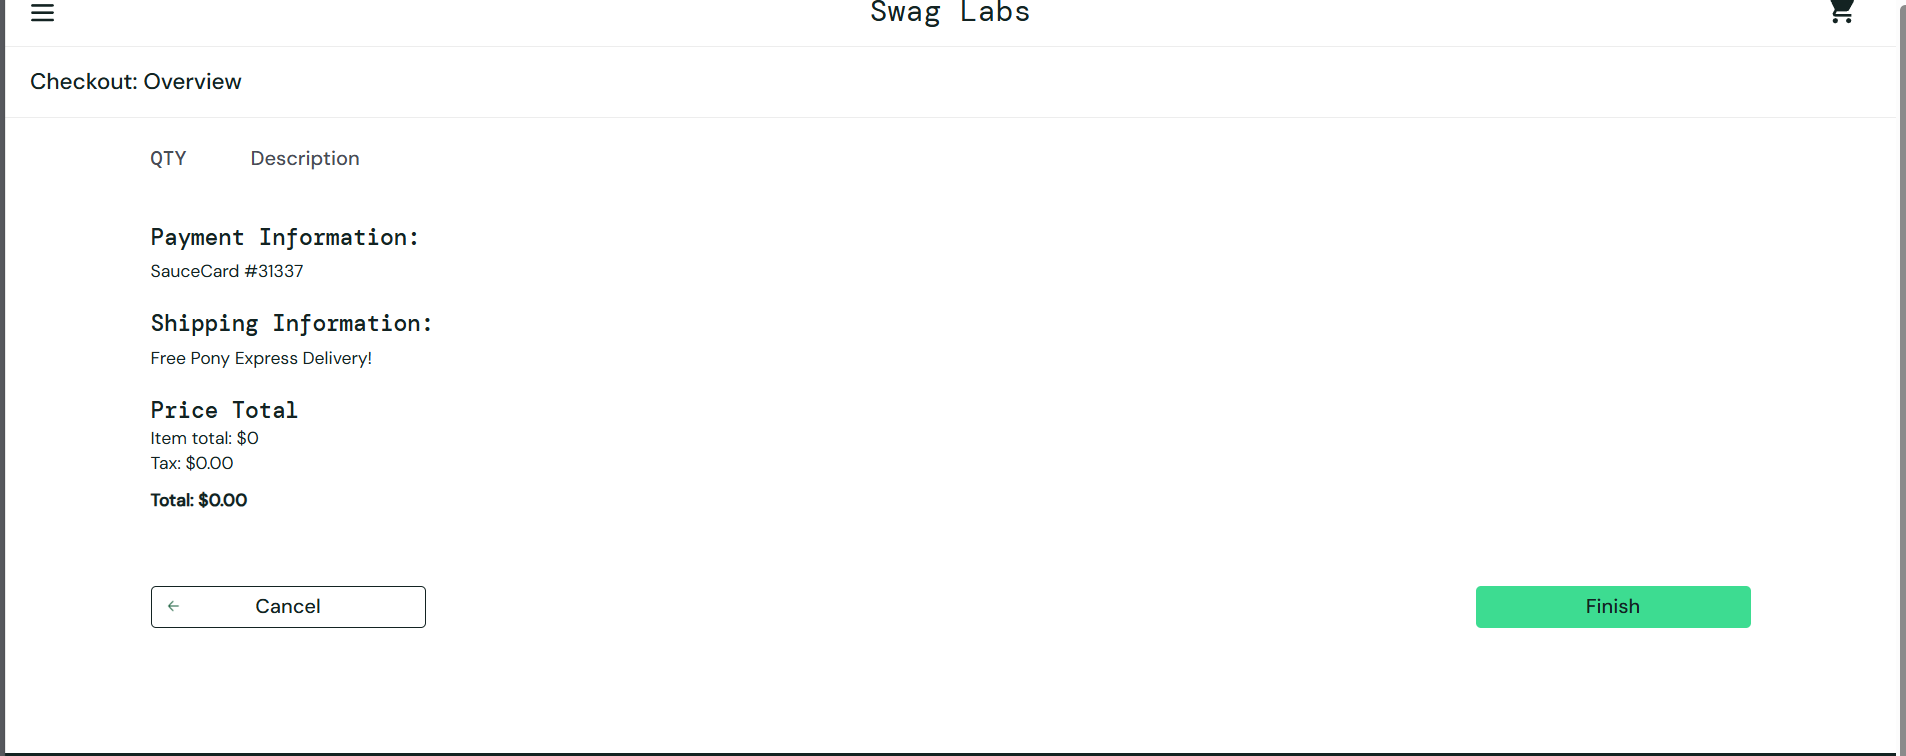 Swag Labs
Checkout: Overview
QTY Description
Payment Information:
SauceCard #31337
Shipping Information:
Free Pony Express Delivery!
Price Total
Item total: $0
Tax: $0.00
Total: $0.00
Cancel Finish